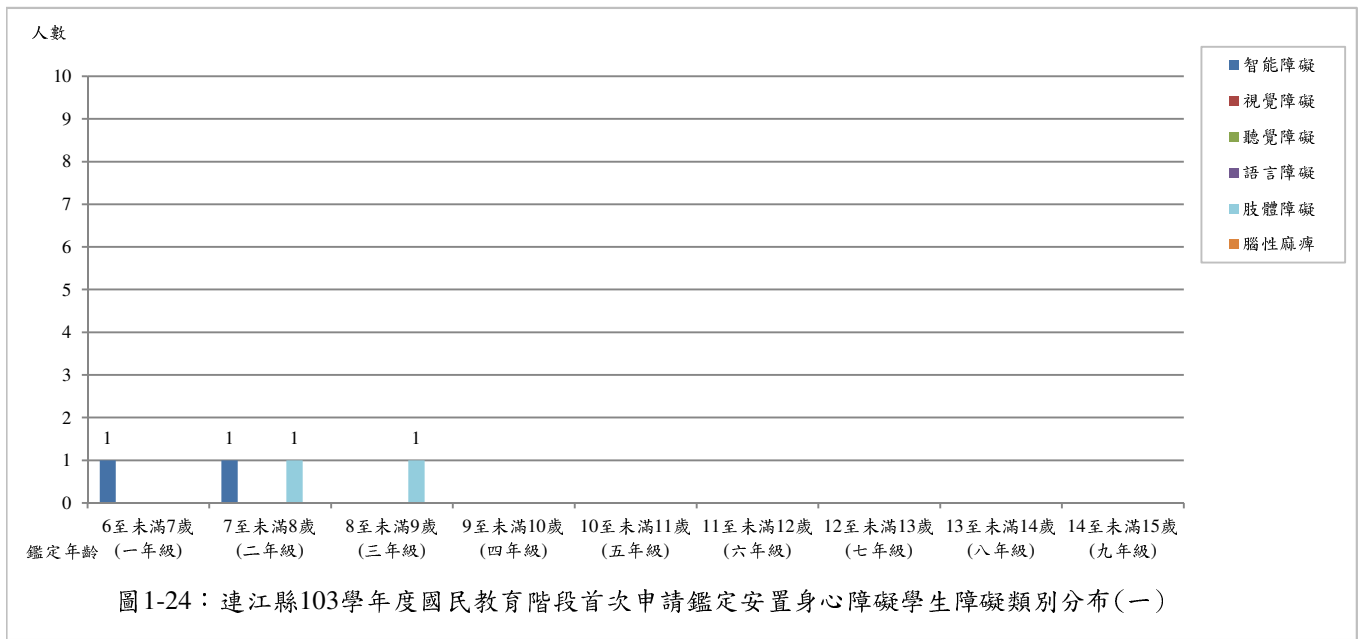 人數
10
9
8
7
6
5
4
3
2
1
0
1
1
1
1
6至未滿7歲
(一年級)
7至未滿8歲
(二年級)
8至未滿9歲
(三年級)
9至未滿10歲
(四年級)
10至未滿11歲
(五年級)
11至未滿12歲
(六年級)
12至未滿13歲
(七年級)
13至未滿14歲
(八年級)
14至未滿15歲
(九年級)
鑑定年齡
智能障礙
視覺障礙
聽覺障礙
語言障礙
肢體障礙
腦性麻痺
圖1-24：連江縣103學年度國民教育階段首次申請鑑定安置身心障礙學生障礙類別分布(一)